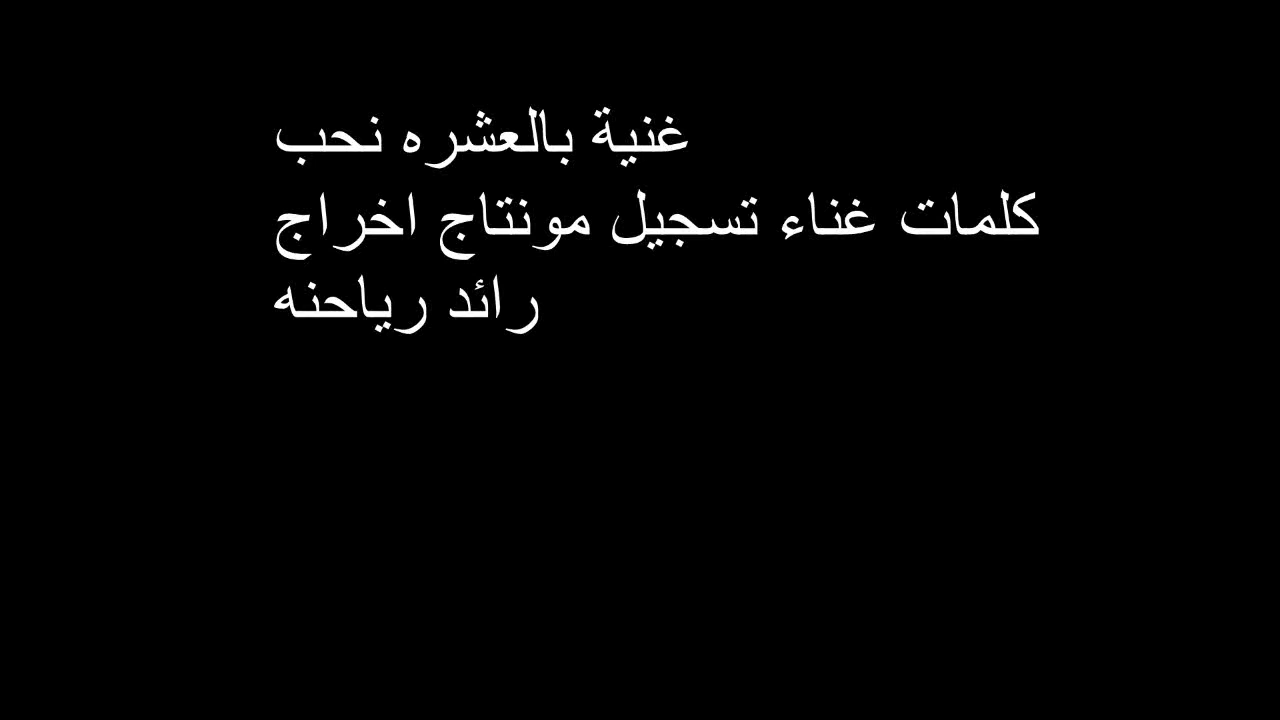 غنية بالعشره نحب
كلمات غناء تسجيل مونتاج اخراج
رائد رياحنه